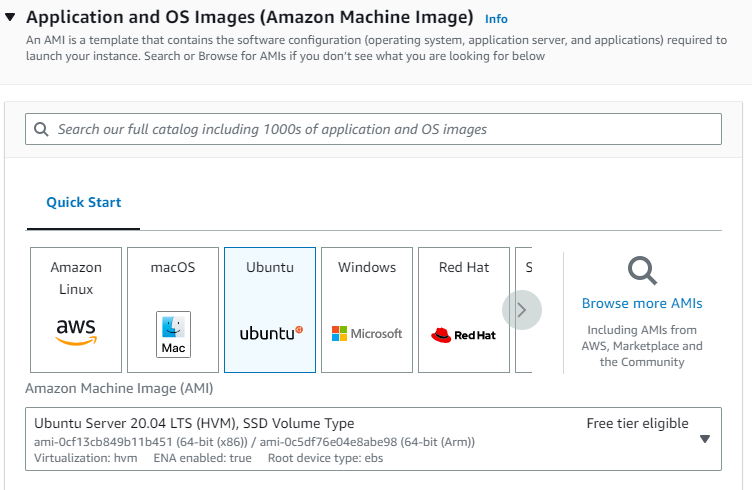 Application and OS Images (Amazon Machine Image) Info
An AMI is a template that contains the software configuration (operating system, application server, and applications) required to
launch your instance. Search or Browse for AMIs if you don't see what you are looking for below
Search our full catalog including 1000s of application and OS images
Quick Start
Amazon
Linux
aws
macOS
Mac
Ubuntu
ubuntu
Windows
Microsoft
Red Hat
Red Hat
S
Browse more AMIs
Including AMIs from
AWS, Marketplace and
the Community
Amazon Machine Image (AMI)
Ubuntu Server 20.04 LTS (HVM), SSD Volume Type
Free tier eligible
ami-0cf13cb849b11b451 (64-bit (x86)) / ami-0c5df76e04e8abe98 (64-bit (Arm))
Virtualization: hvm ENA enabled: true Root device type: ebs